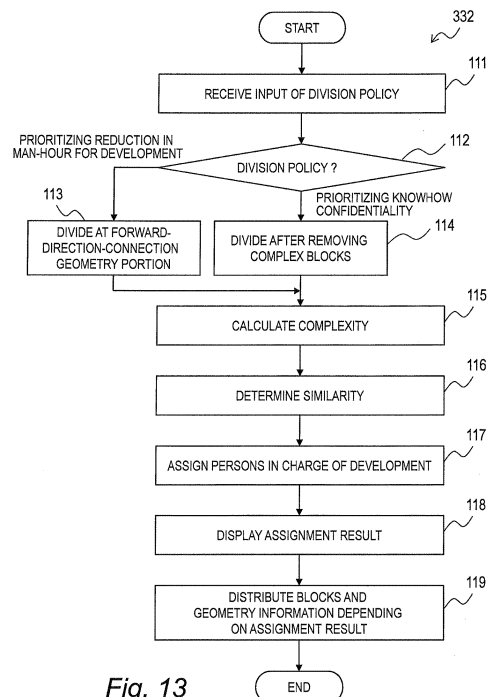 START
332
111
RECEIVE INPUT OF DIVISION POLICY
PRIORITIZING REDUCTION IN
MAN-HOUR FOR DEVELOPMENT
112
DIVISION POLICY ?
113
PRIORITIZING KNOWHOW
CONFIDENTIALITY
114
DIVIDE AT FORWARD-
DIRECTION-CONNECTION
GEOMETRY PORTION
DIVIDE AFTER REMOVING
COMPLEX BLOCKS
115
CALCULATE COMPLEXITY
116
DETERMINE SIMILARITY
117
ASSIGN PERSONS IN CHARGE OF DEVELOPMENT
118
DISPLAY ASSIGNMENT RESULT
119
DISTRIBUTE BLOCKS AND
GEOMETRY INFORMATION DEPENDING
ON ASSIGNMENT RESULT
END
Fig. 13